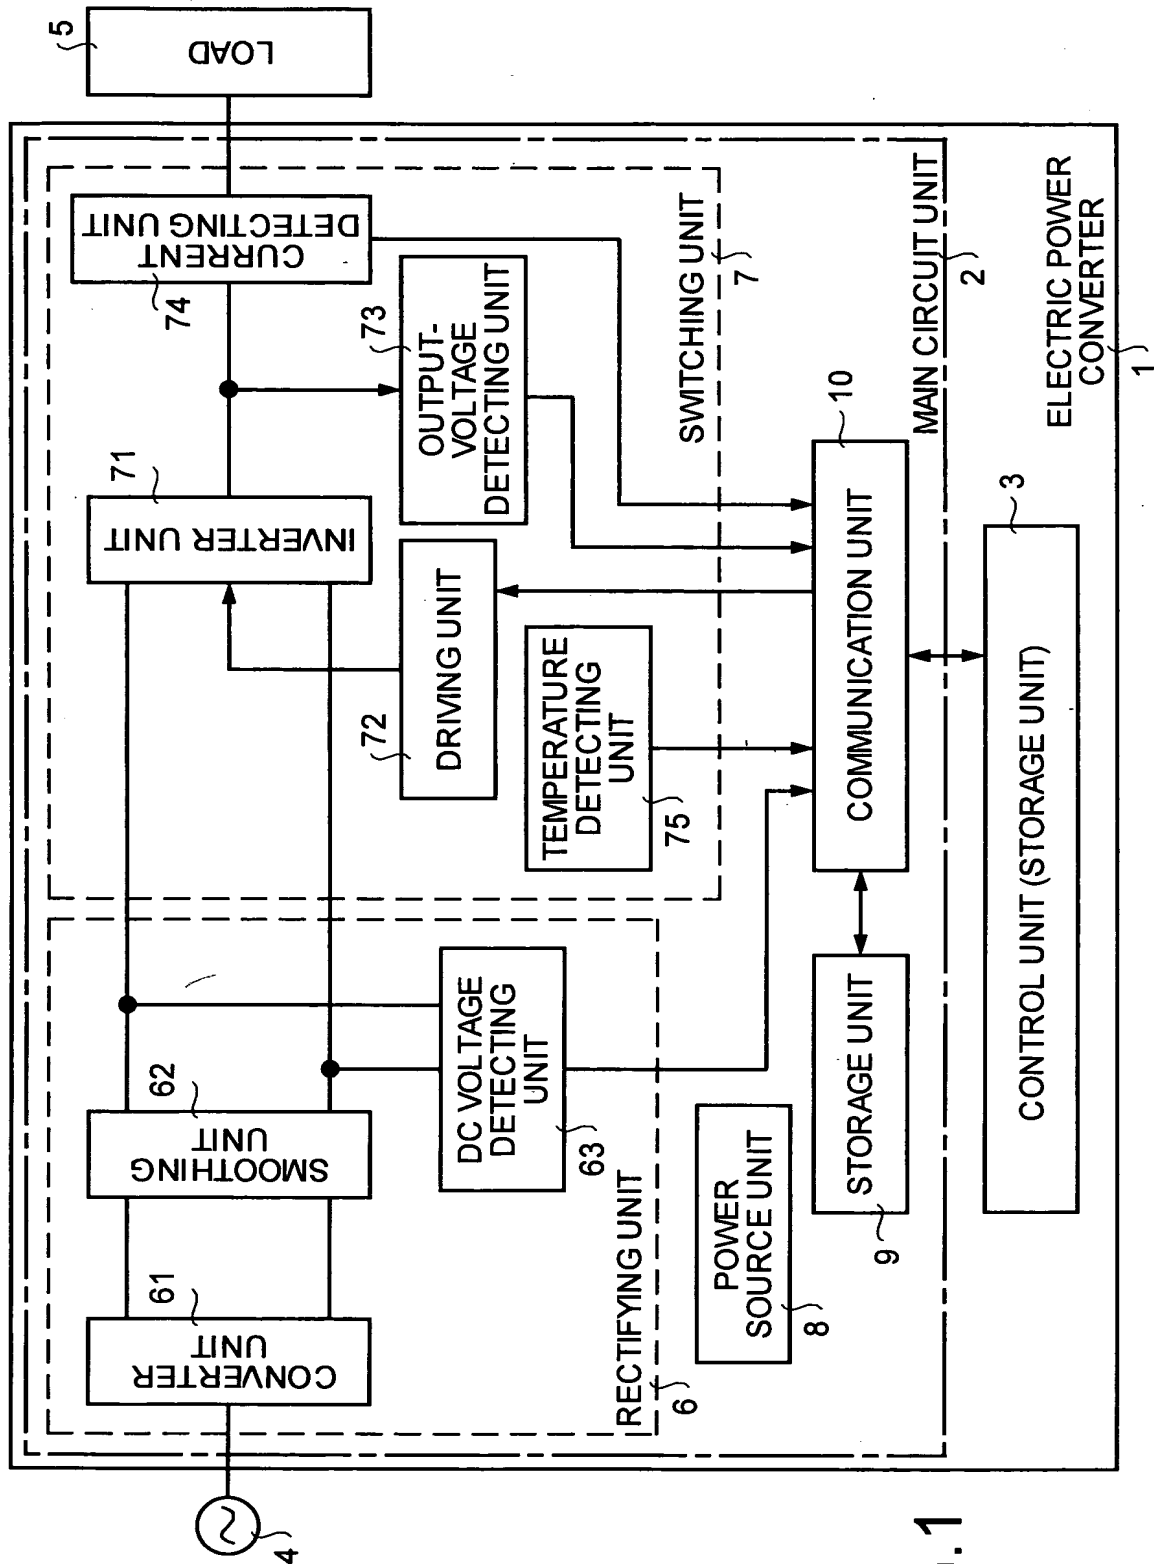 4
CONVERTER
UNIT
61
SMOOTHING
UNIT
62
DC VOLTAGE
DETECTING
UNIT
63
RECTIFYING UNIT
6
INVERTER UNIT
71
DRIVING UNIT
72
OUTPUT-
VOLTAGE
DETECTING UNIT
73
CURRENT
DETECTING UNIT
74
TEMPERATURE
DETECTING
UNIT
75
SWITCHING UNIT
7
LOAD
5
POWER
SOURCE UNIT
8
STORAGE UNIT
9
COMMUNICATION UNIT
10
MAIN CIRCUIT UNIT
2
CONTROL UNIT (STORAGE UNIT)
3
ELECTRIC POWER
CONVERTER
1
.1